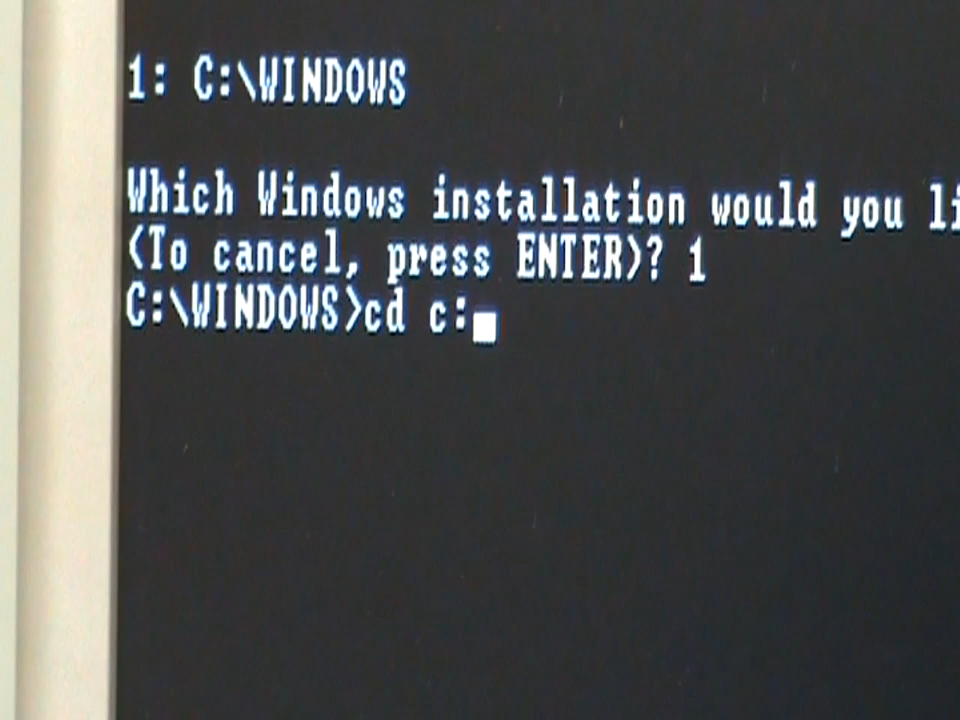 1: C:\WINDOWS
Which Windows installation would you
(To cancel, press ENTER)? 1
C:\WINDOWS>cd c: